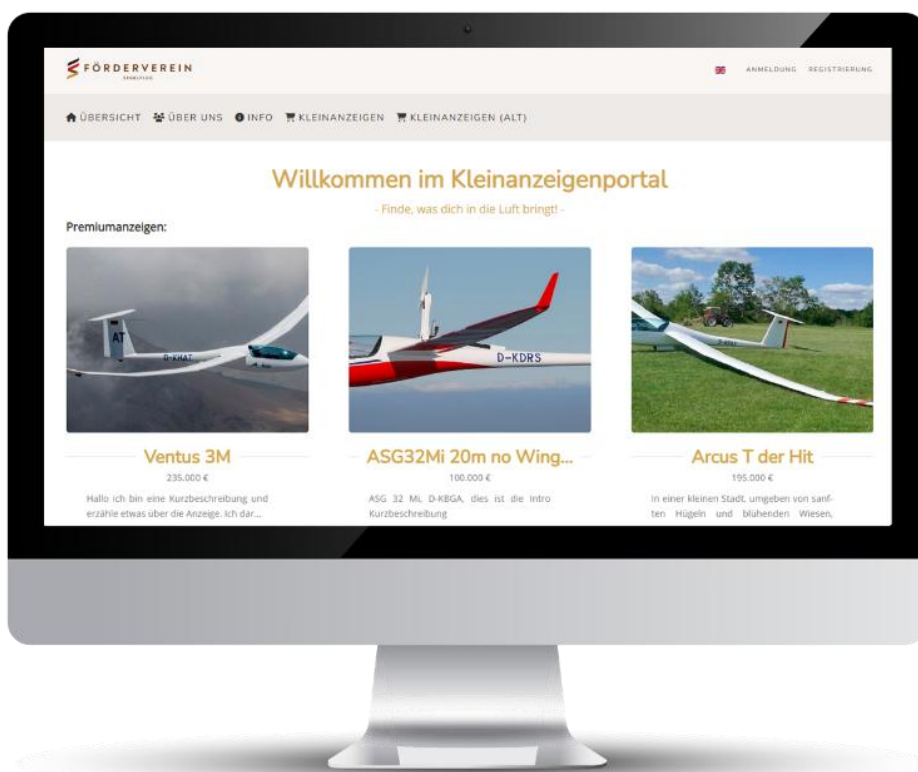 FÖRDERVEREIN
SEGELFLUG
ANMELDUNG REGISTRIERUNG
ÜBERSICHT ÜBER UNS INFO KLEINANZEIGEN KLEINANZEIGEN (ALT)
Willkommen im Kleinanzeigenportal
- Finde, was dich in die Luft bringt! -
Premiumanzeigen:
AT
D-KHAT
D-KDRS
Ventus 3M
ASG32Mi 20m no Wing...
Arcus T der Hit
235.000 €
100.000 €
195.000 €
Hallo ich bin eine Kurzbeschreibung und
erzähle etwas über die Anzeige. Ich dar...
ASG 32 Mi, D-KBGA, dies ist die Intro
Kurzbeschreibung
In einer kleinen Stadt, umgeben von sanf-
ten Hügeln und blühenden Wiesen,